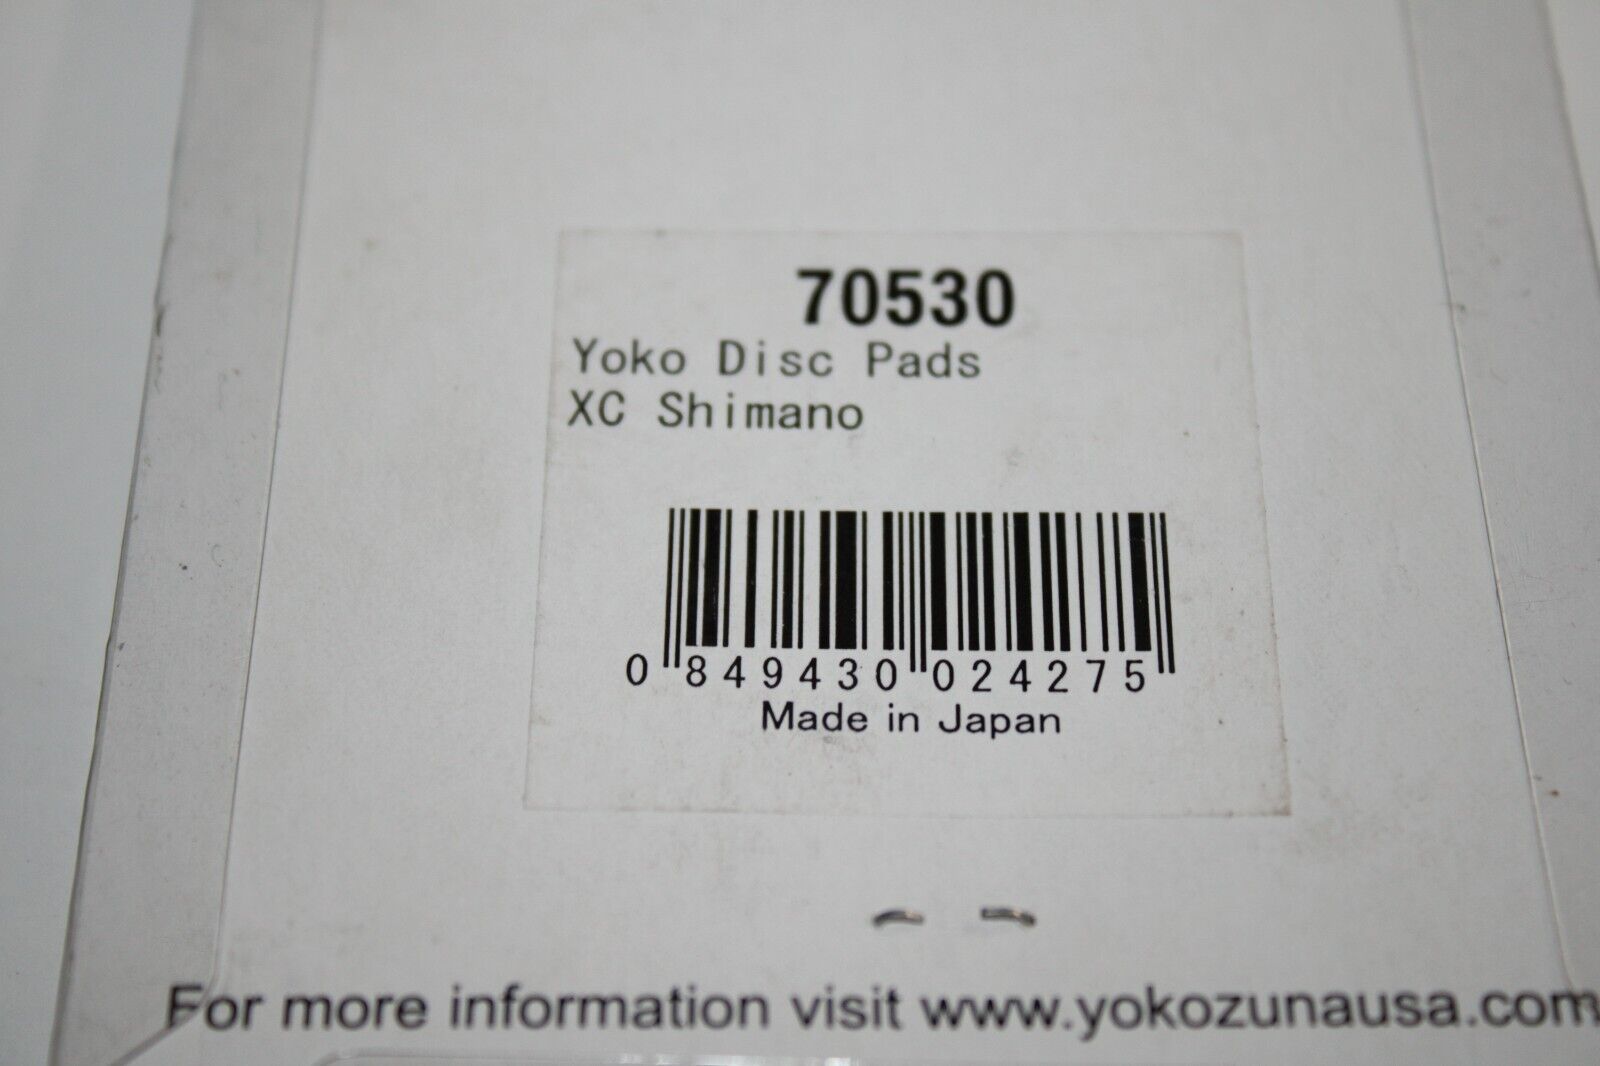 70530
Yoko Disc Pads
XC Shimano
0 849430 024275
Made in Japan
For more information visit www.yokozunausa.com